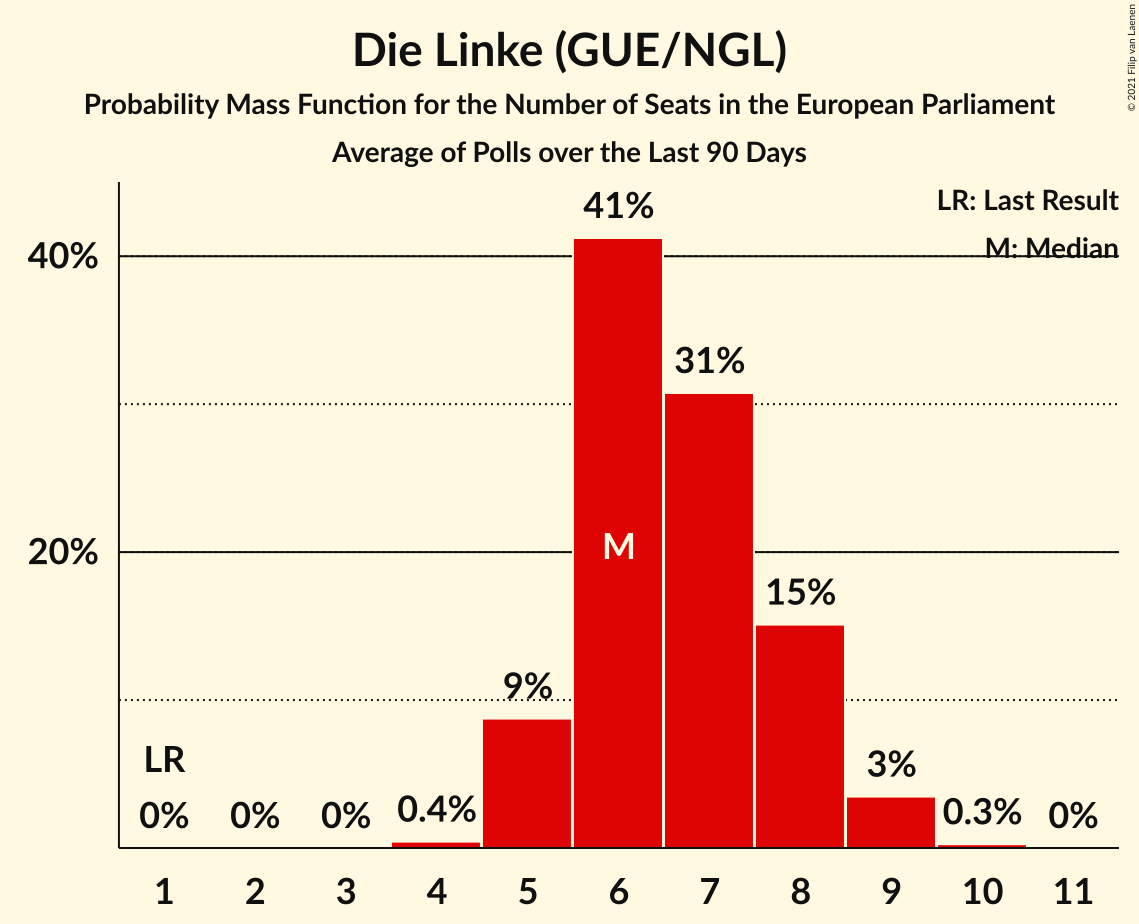 Die Linke (GUE/NGL)
Probability Mass Function for the Number of Seats in the European Parliament
Average of Polls over the Last 90 Days
© 2021 Filip van Laenen
LR: Last Result
M: Median
41%
40%
31%
M
20%
15%
9%
LR
3%
0%
0%
0%
0.4%
0.3%
0%
1 2 3 4 5 6 7 8 9 10 11